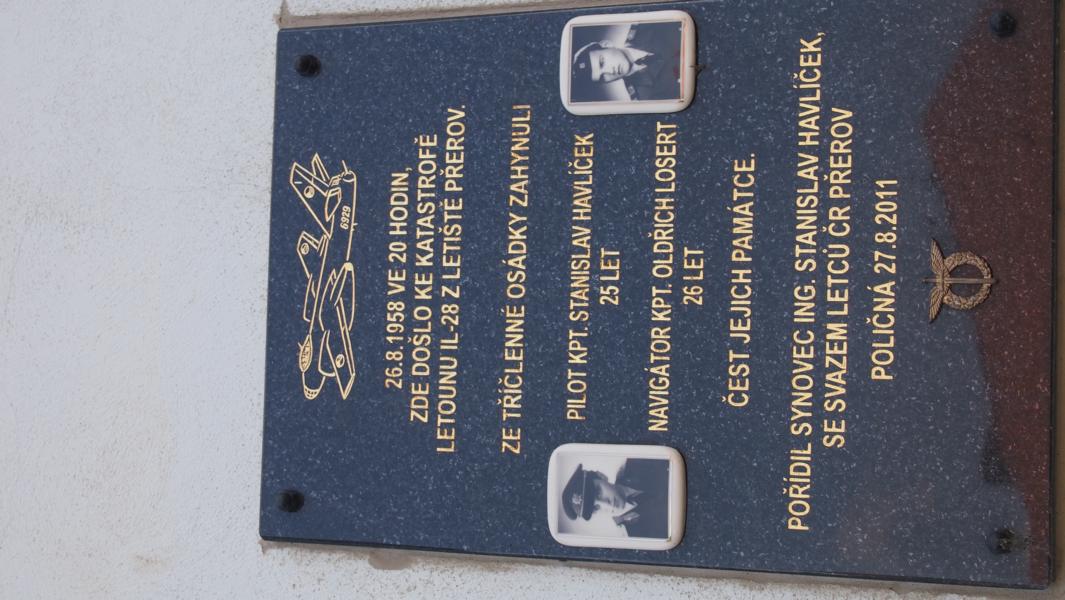 6929
26.8.1958 VE 20 HODIN,
ZDE DOŠLO KE KATASTROFĚ
LETOUNU IL-28 Z LETIŠTĚ PŘEROV.
ZE TŘÍČLENNÉ OSÁDKY ZAHYNULI
PILOT KPT. STANISLAV HAVLÍČEK
25 LET
NAVIGÁTOR KPT. OLDŘICH LOSERT
26 LET
ČEST JEJICH PAMÁTCE.
POŘÍDIL SYNOVEC ING. STANISLAV HAVLÍČEK,
SE SVAZEM LETCŮ ČR PŘEROV
POLIČNÁ 27.8.2011